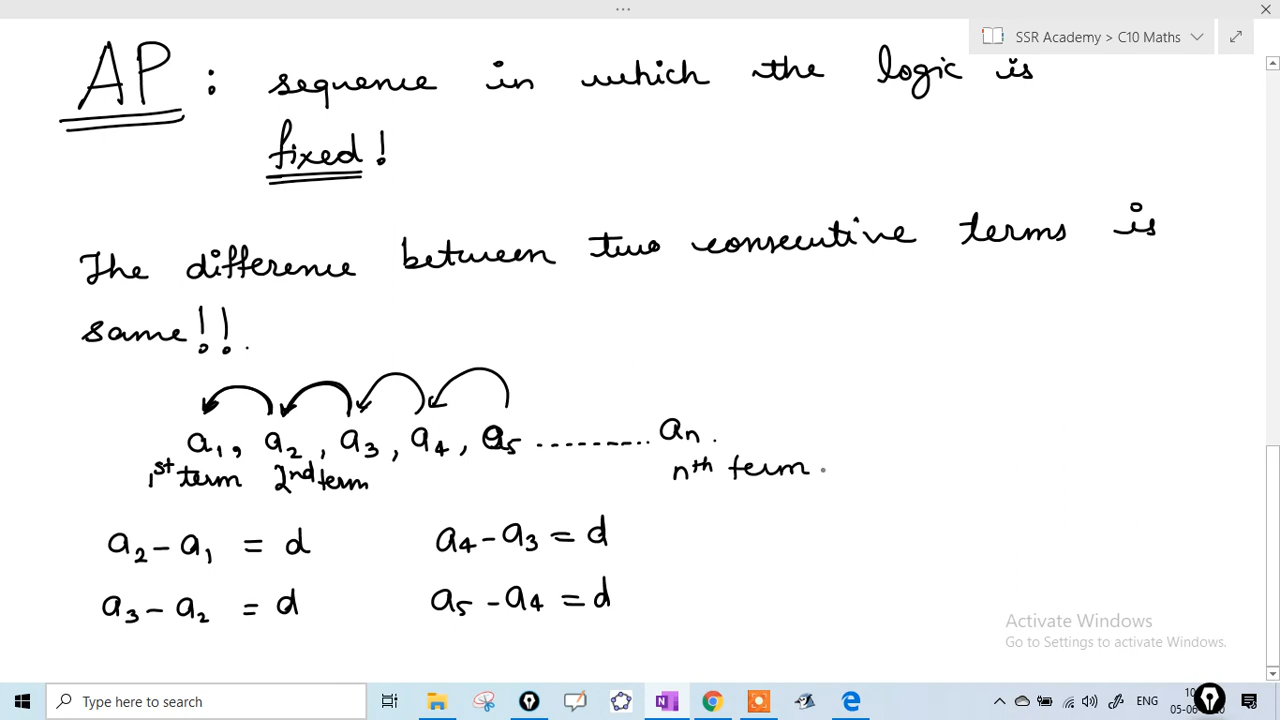 SSR Academy > C10 Maths
AP : sequence in which the logic is
fixed!
The difference between two consecutive terms is
same!!.
a₁, a₂, a₃, a₄, a₅ ......... aₙ.
1st term 2nd term nth term.
a₂ - a₁ = d a₄ - a₃ = d
a₃ - a₂ = d a₅ - a₄ = d
Activate Windows
Go to Settings to activate Windows.
Type here to search
ENG
05-06-